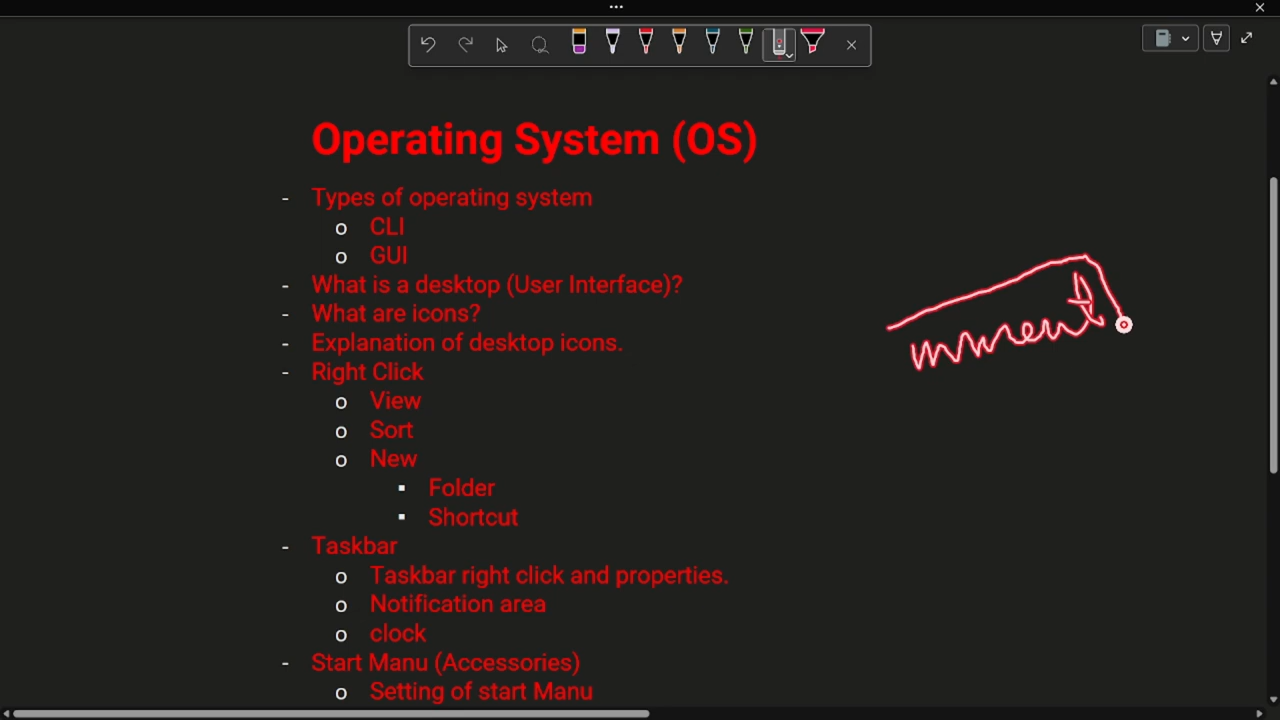 Operating System (OS)
- Types of operating system
o CLI
o GUI
- What is a desktop (User Interface)?
- What are icons?
- Explanation of desktop icons.
- Right Click
o View
o Sort
o New
▪ Folder
▪ Shortcut
- Taskbar
o Taskbar right click and properties.
o Notification area
o clock
- Start Manu (Accessories)
o Setting of start Manu